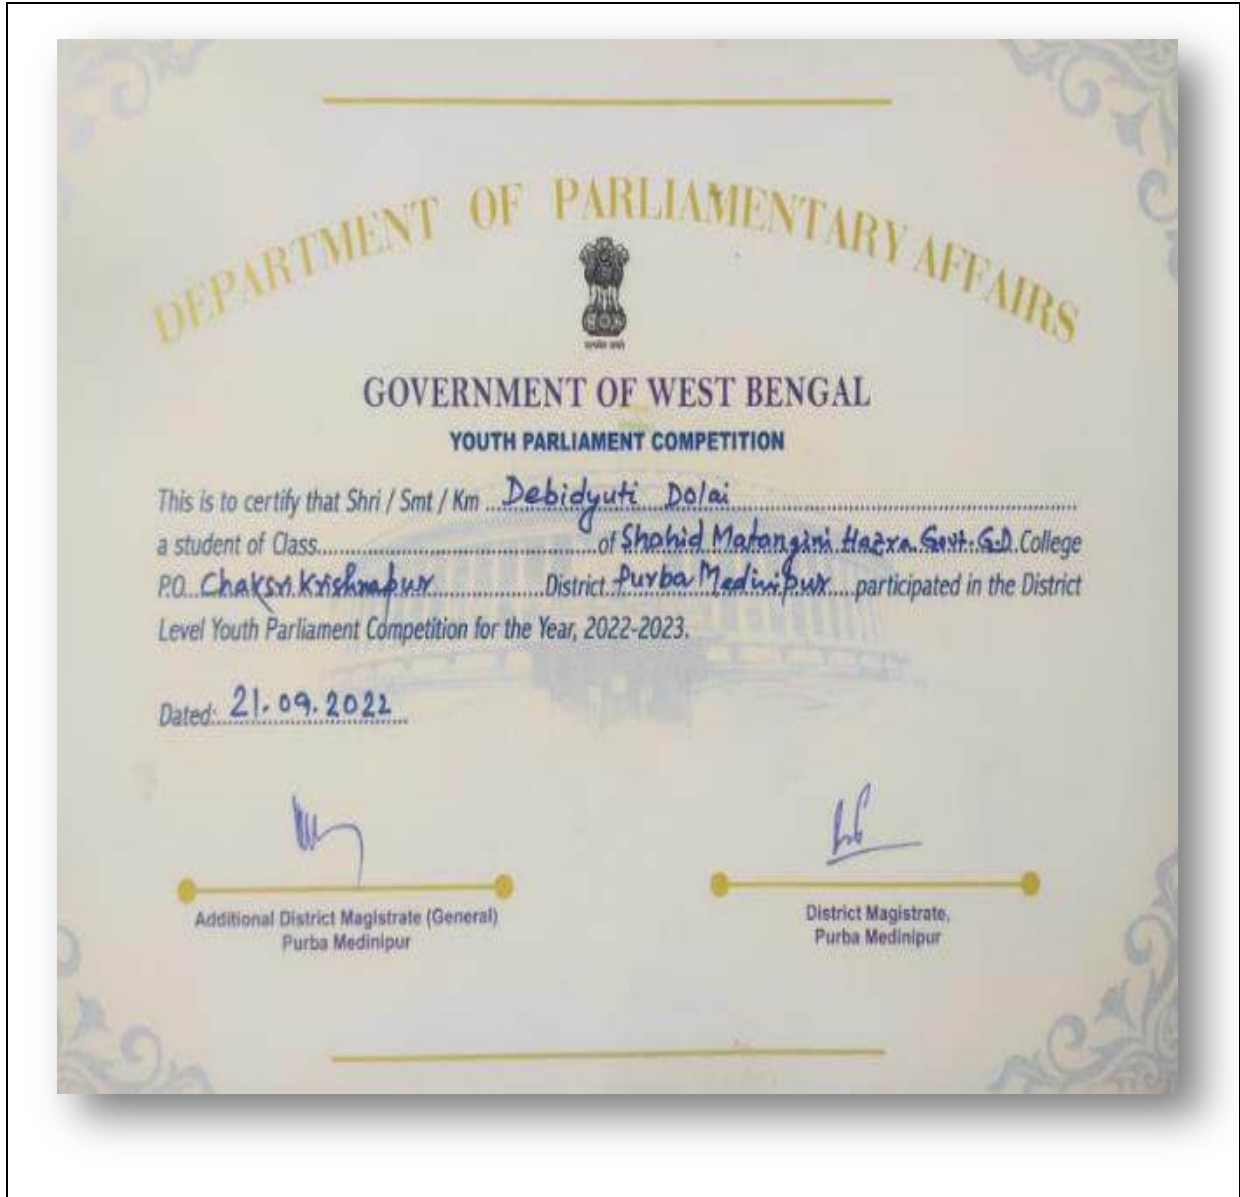 DEPARTMENT OF PARLIAMENTARY AFFAIRS
GOVERNMENT OF WEST BENGAL
YOUTH PARLIAMENT COMPETITION
This is to certify that Shri / Smt / Km Debidyuti Dolai
a student of Class of Shohid Matangini Hazra Govt. G.D. College
P.O. Chaksri Krishnapur District Purba Medinipur participated in the District
Level Youth Parliament Competition for the Year, 2022-2023.
Dated: 21.09.2022
Additional District Magistrate (General)
Purba Medinipur
District Magistrate,
Purba Medinipur